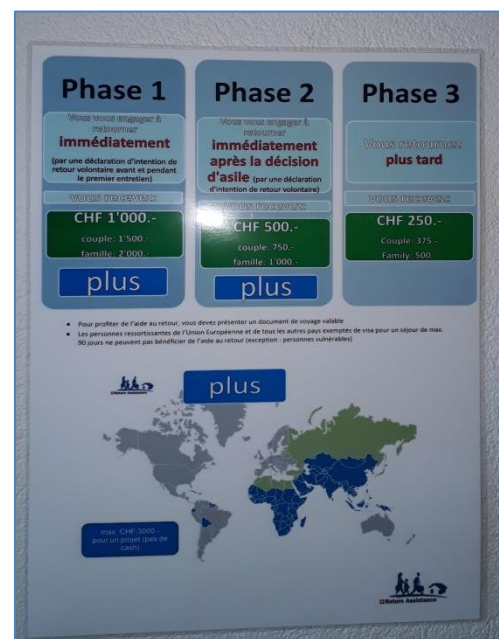 Phase 1
Vous vous engager à
retourner
immédiatement
(par une déclaration d'intention de
retour volontaire avant et pendant
le premier entretien)
vous recevez:
CHF 1'000.-
couple: 1'500.-
famille: 2'000.-
plus
Phase 2
Vous vous engager à
retourner
immédiatement
après la décision
d'asile (par une déclaration
d'intention de retour volontaire)
vous recevez:
CHF 500.-
couple: 750.-
famille: 1'000.-
plus
Phase 3
Vous retournez
plus tard
vous recevez:
CHF 250.-
Couple: 375.-
Family: 500.-
• Pour profiter de l'aide au retour, vous devez présenter un document de voyage valable
• Les personnes ressortissantes de l'Union Européenne et de tous les autres pays exemptés de visa pour un séjour de max.
90 jours ne peuvent pas bénéficier de l'aide au retour (exception : personnes vulnérables)
Return Assistance
plus
max. CHF 3000.-
pour un projet (pas de
cash)
Return Assistance